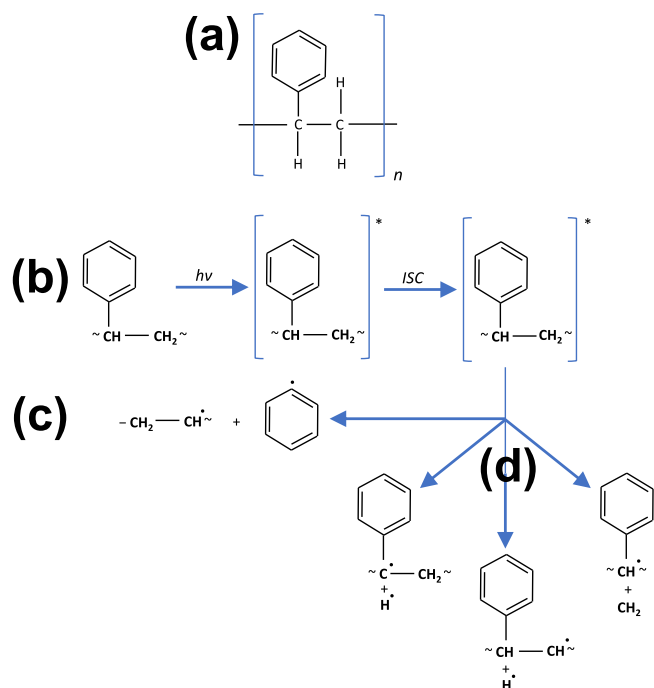 (a)
H
C C
H H
n
(b)
hν
* ISC *
~CH CH₂~ ~CH CH₂~ ~CH CH₂~
(c)
– CH₂ CH•~ + •
(d)
~C• CH₂~
+
H•
~CH•~
+
CH₂
~CH CH•~
+
H•